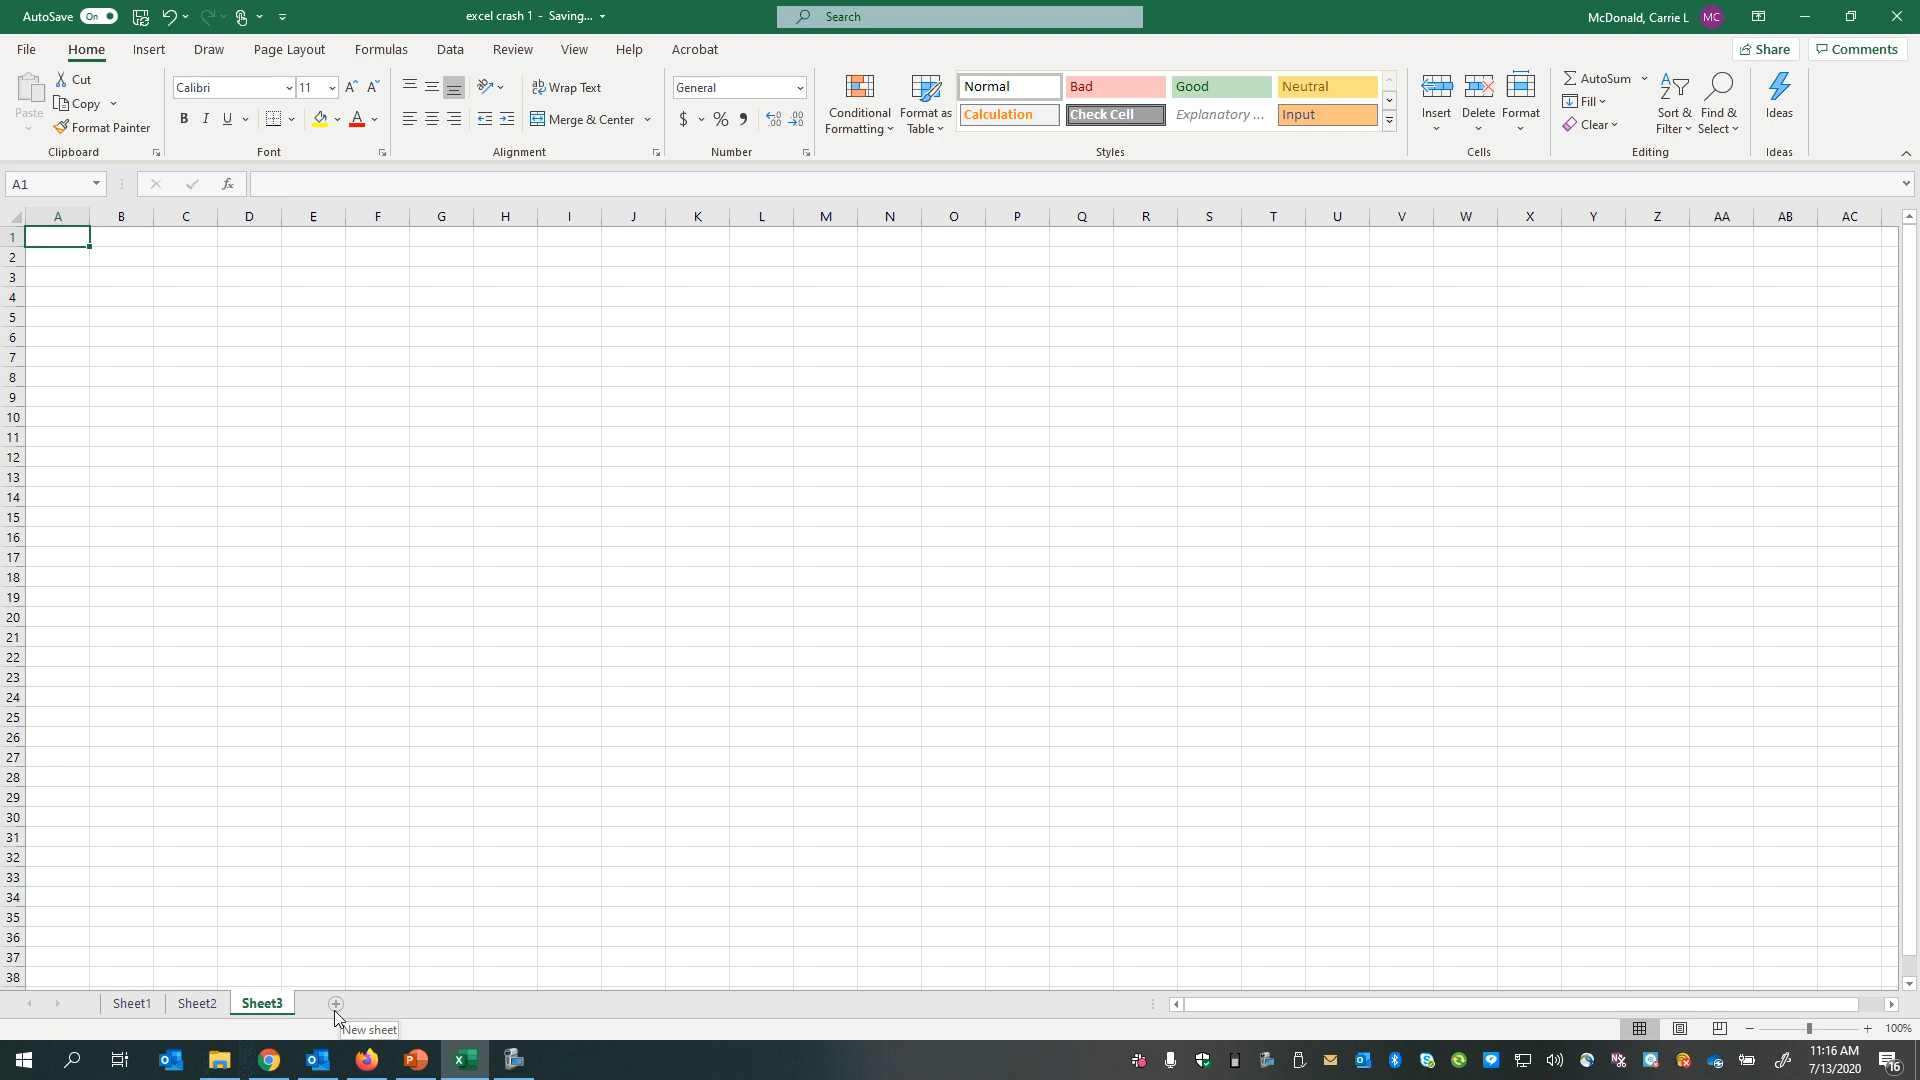 AutoSave On excel crash 1 - Saving... Search McDonald, Carrie L MC
File Home Insert Draw Page Layout Formulas Data Review View Help Acrobat Share Comments
Paste Cut Copy Format Painter Clipboard
Calibri 11 B I U A Font
Wrap Text Merge & Center Alignment
General $ % Number
Conditional Formatting Format as Table
Normal Bad Good Neutral
Calculation Check Cell Explanatory ... Input
Styles
Insert Delete Format Cells
AutoSum Fill Clear Sort & Filter Find & Select Editing
Ideas Ideas
A1 fx
A B C D E F G H I J K L M N O P Q R S T U V W X Y Z AA AB AC
1
2
3
4
5
6
7
8
9
10
11
12
13
14
15
16
17
18
19
20
21
22
23
24
25
26
27
28
29
30
31
32
33
34
35
36
37
38
Sheet1 Sheet2 Sheet3
New sheet
100%
11:16 AM
7/13/2020
16